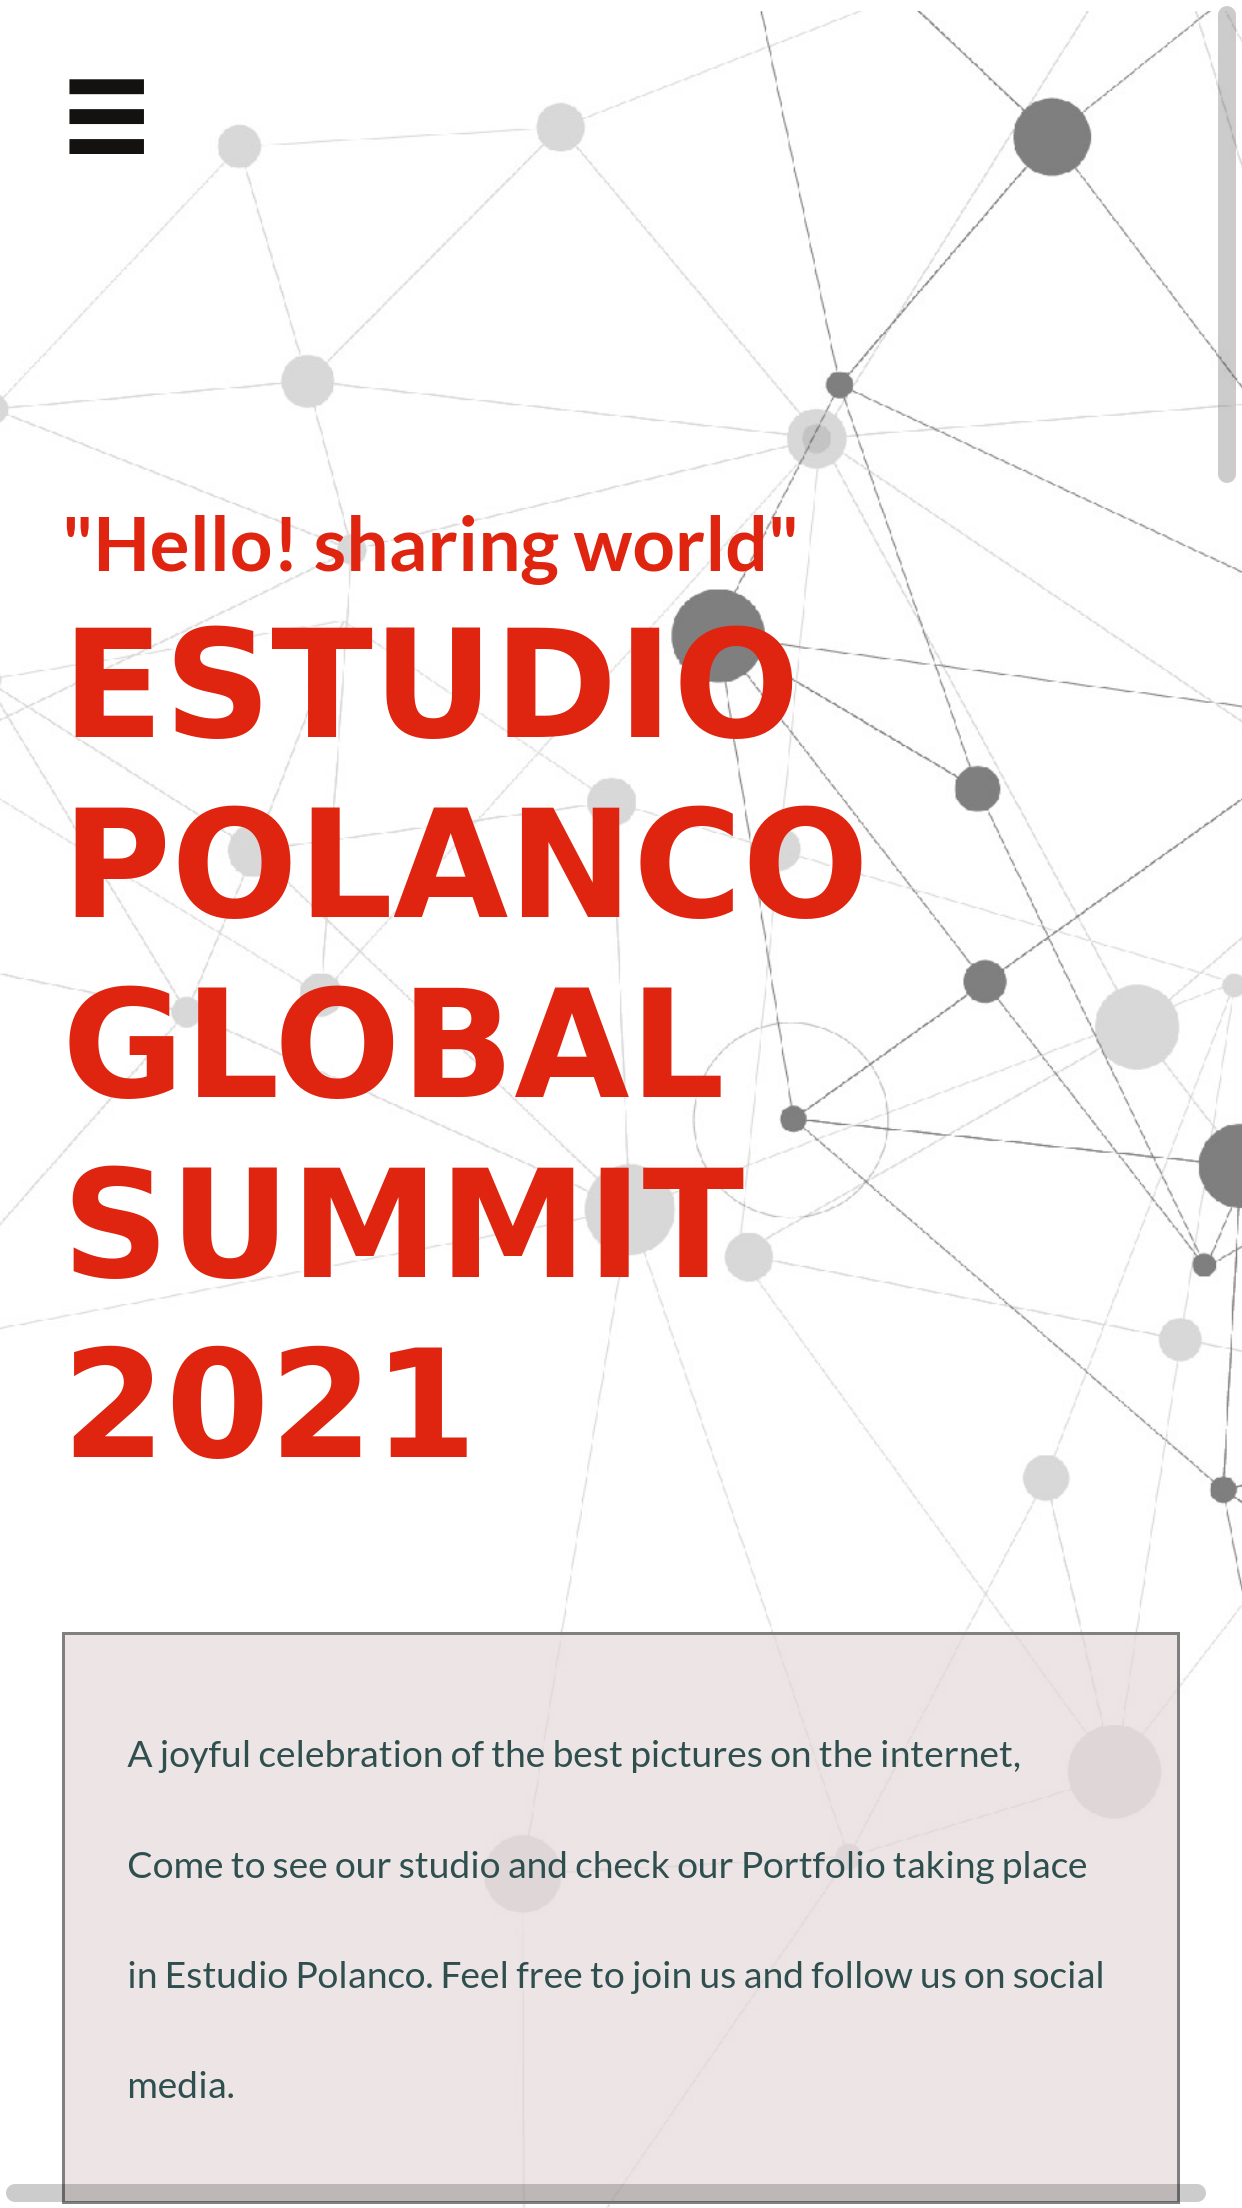 "Hello! sharing world"
ESTUDIO
POLANCO
GLOBAL
SUMMIT
2021
A joyful celebration of the best pictures on the internet,
Come to see our studio and check our Portfolio taking place
in Estudio Polanco. Feel free to join us and follow us on social
media.